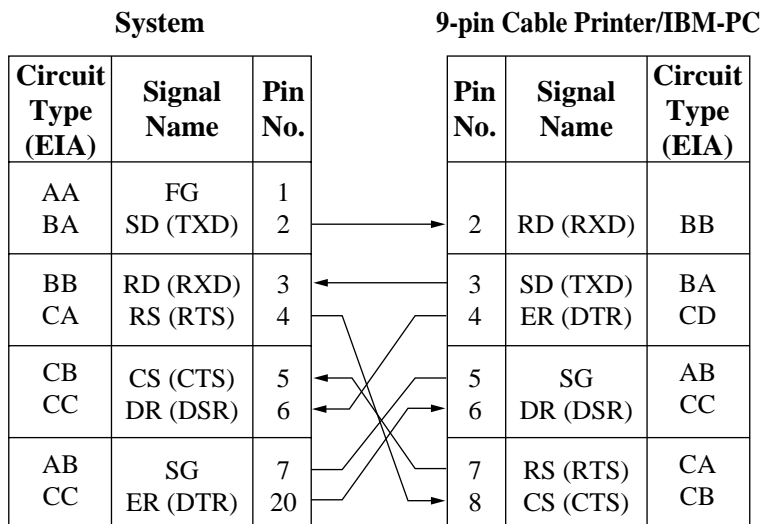 System 9-pin Cable Printer/IBM-PC
Circuit Type (EIA) Signal Name Pin No. Pin No. Signal Name Circuit Type (EIA)
AA FG 1
BA SD (TXD) 2 2 RD (RXD) BB
BB RD (RXD) 3 3 SD (TXD) BA
CA RS (RTS) 4 4 ER (DTR) CD
CB CS (CTS) 5 5 SG AB
CC DR (DSR) 6 6 DR (DSR) CC
AB SG 7 7 RS (RTS) CA
CC ER (DTR) 20 8 CS (CTS) CB